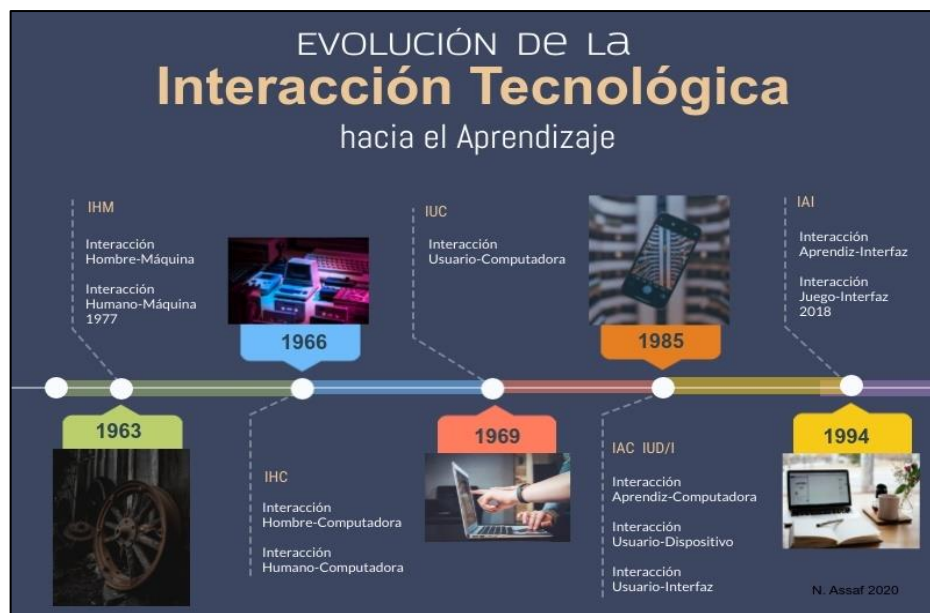 EVOLUCIÓN De La
Interacción Tecnológica
hacia el Aprendizaje
IHM
Interacción
Hombre-Máquina
Interacción
Humano-Máquina
1977
1966
IUC
Interacción
Usuario-Computadora
1985
IAI
Interacción
Aprendiz-Interfaz
Interacción
Juego-Interfaz
2018
1963
IHC
Interacción
Hombre-Computadora
Interacción
Humano-Computadora
1969
IAC IUD/I
Interacción
Aprendiz-Computadora
Interacción
Usuario-Dispositivo
Interacción
Usuario-Interfaz
1994
N. Assaf 2020